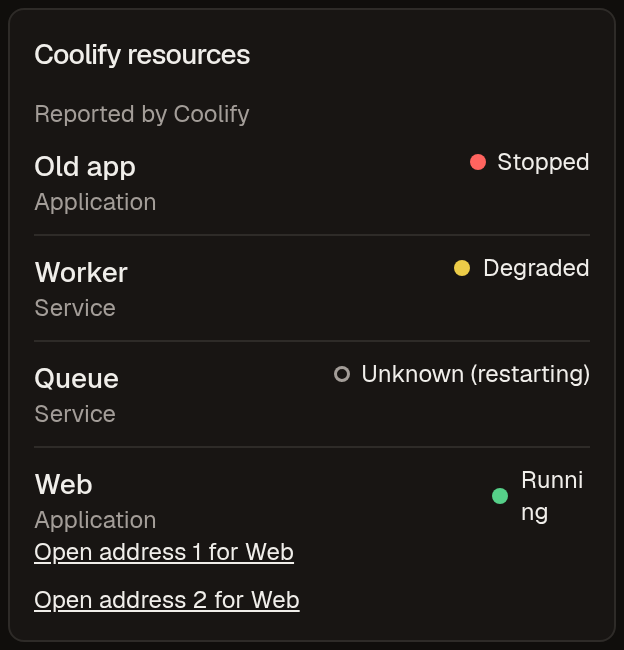 Coolify resources
Reported by Coolify
Old app
Stopped
Application
Worker
Degraded
Service
Queue
Unknown (restarting)
Service
Web
Runni
ng
Application
Open address 1 for Web
Open address 2 for Web